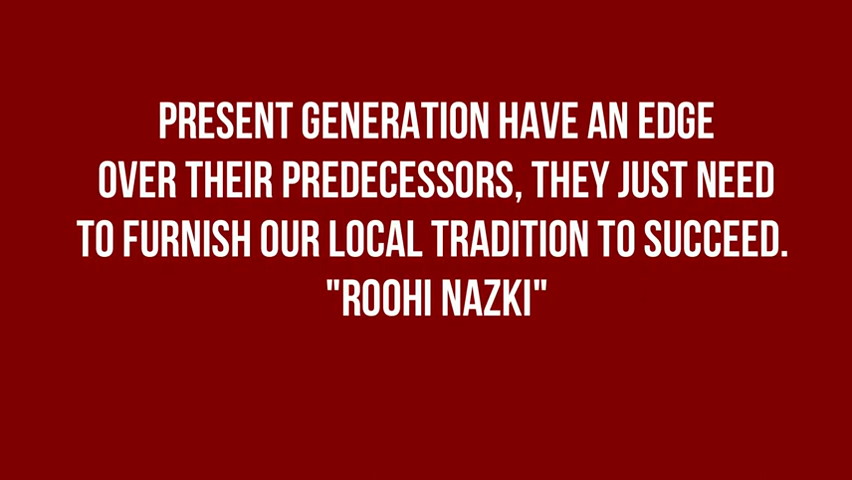 PRESENT GENERATION HAVE AN EDGE
OVER THEIR PREDECESSORS, THEY JUST NEED
TO FURNISH OUR LOCAL TRADITION TO SUCCEED.
"ROOHI NAZKI"